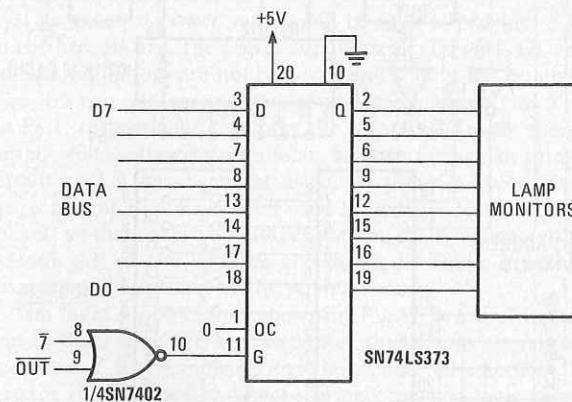 +5V
20 10
D7 3 D Q 2
4 5
7 6
DATA 8 9
BUS 13 12
14 15
17 16
D0 18 19
LAMP
MONITORS
1 0 OC
7̅ 8 10 11 G
O̅U̅T̅ 9
SN74LS373
1/4SN7402